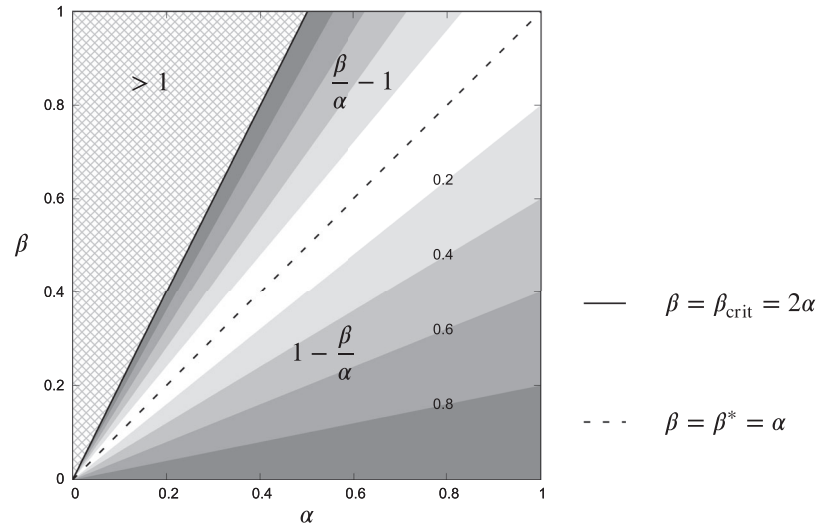 1
0.8
0.6
0.4
0.2
0
β
> 1
β/α − 1
0.2
0.4
0.6
0.8
1 − β/α
0 0.2 0.4 0.6 0.8 1
α
β = β_crit = 2α
β = β* = α